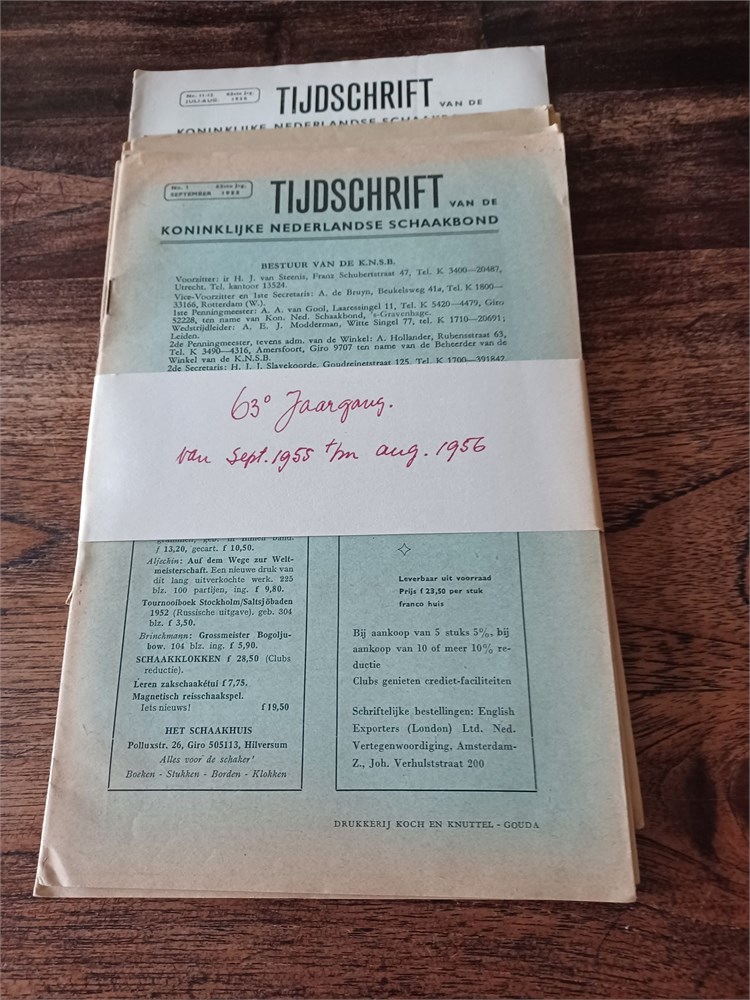 No. 11-12 63ste Jrg.
JULI-AUG. 1956
TIJDSCHRIFT VAN DE
KONINKLIJKE NEDERLANDSE SCHAAKBOND
No. 1 63ste Jrg.
SEPTEMBER 1955
TIJDSCHRIFT VAN DE
KONINKLIJKE NEDERLANDSE SCHAAKBOND
BESTUUR VAN DE K.N.S.B.
Voorzitter: ir H. J. van Steenis, Franz Schubertstraat 47, Tel. K 3400—20487,
Utrecht. Tel. kantoor 13524.
Vice-Voorzitter en 1ste Secretaris: A. de Bruyn, Beukelsweg 41a, Tel. K 1800—
33166, Rotterdam (W.).
1ste Penningmeester: A. A. van Gool, Laaressingel 11, Tel. K 5420—4479, Giro
52228, ten name van Kon. Ned. Schaakbond, 's-Gravenhage.
Wedstrijdleider: A. E. J. Modderman, Witte Singel 77, tel. K 1710—20691;
Leiden.
2de Penningmeester, tevens adm. van de Winkel: A. Hollander, Rubensstraat 63,
Tel. K 3490—4316, Amersfoort, Giro 9707 ten name van de Beheerder van de
Winkel van de K.N.S.B.
2de Secretaris: H. J. J. Slavekoorde, Goudreinetstraat 125, Tel. K 1700—391842
63e Jaargang.
van Sept. 1955 t/m aug. 1956
f 13,20, gecart. f 10,50.
Aljechin: Auf dem Wege zur Welt-
meisterschaft. Een nieuwe druk van
dit lang uitverkochte werk. 225
blz. 100 partijen, ing. f 9,80.
Tournooiboek Stockholm/Saltsjöbaden
1952 (Russische uitgave). geb. 304
blz. f 3,50.
Brinckmann: Grossmeister Bogolju-
bow. 104 blz. ing. f 5,90.
SCHAAKKLOKKEN f 28,50 (Clubs
reductie).
Leren zakschaakétui f 7,75.
Magnetisch reisschaakspel.
Iets nieuws! f 19,50
HET SCHAAKHUIS
Polluxstr. 26, Giro 505113, Hilversum
Alles voor de schaker!
Boeken - Stukken - Borden - Klokken
Leverbaar uit voorraad
Prijs f 23,50 per stuk
franco huis
Bij aankoop van 5 stuks 5%, bij
aankoop van 10 of meer 10% re-
ductie
Clubs genieten crediet-faciliteiten
Schriftelijke bestellingen: English
Exporters (London) Ltd. Ned.
Vertegenwoordiging, Amsterdam-
Z., Joh. Verhulststraat 200
DRUKKERIJ KOCH EN KNUTTEL - GOUDA